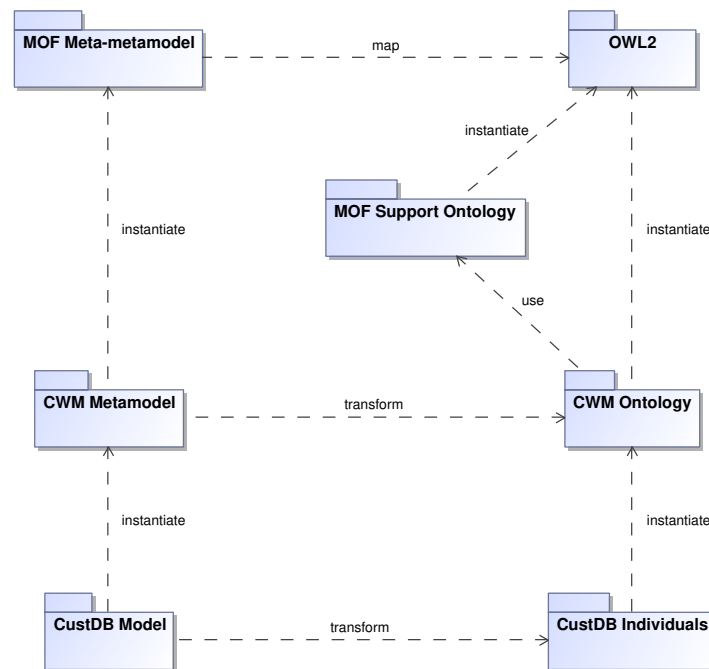 MOF Meta-metamodel
map
OWL2
instantiate
MOF Support Ontology
instantiate
instantiate
use
CWM Metamodel
transform
CWM Ontology
instantiate
instantiate
CustDB Model
transform
CustDB Individuals